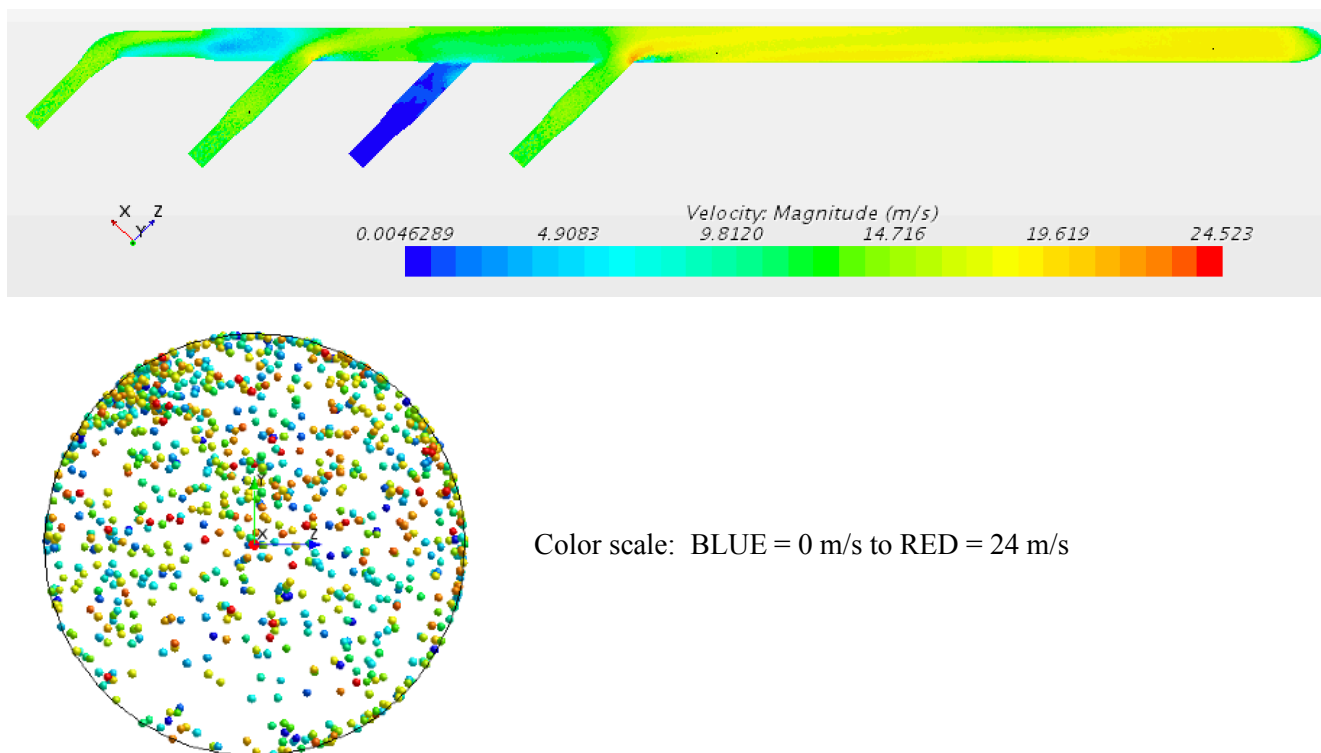 X Z
Y
Velocity: Magnitude (m/s)
0.0046289 4.9083 9.8120 14.716 19.619 24.523
Y
X Z
Color scale: BLUE = 0 m/s to RED = 24 m/s